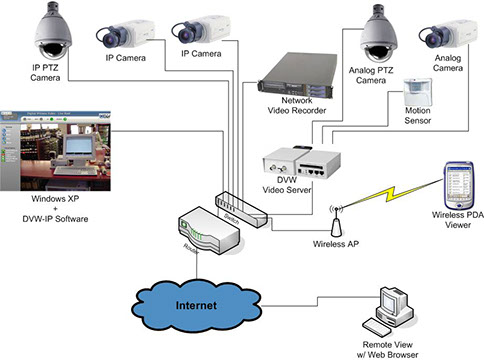 IP PTZ
Camera
IP Camera
IP Camera
Analog PTZ
Camera
Analog
Camera
Network
Video Recorder
Motion
Sensor
Windows XP
+
DVW-IP Software
DVW
Video Server
Switch
Router
Wireless AP
Wireless PDA
Viewer
Internet
Remote View
w/ Web Browser